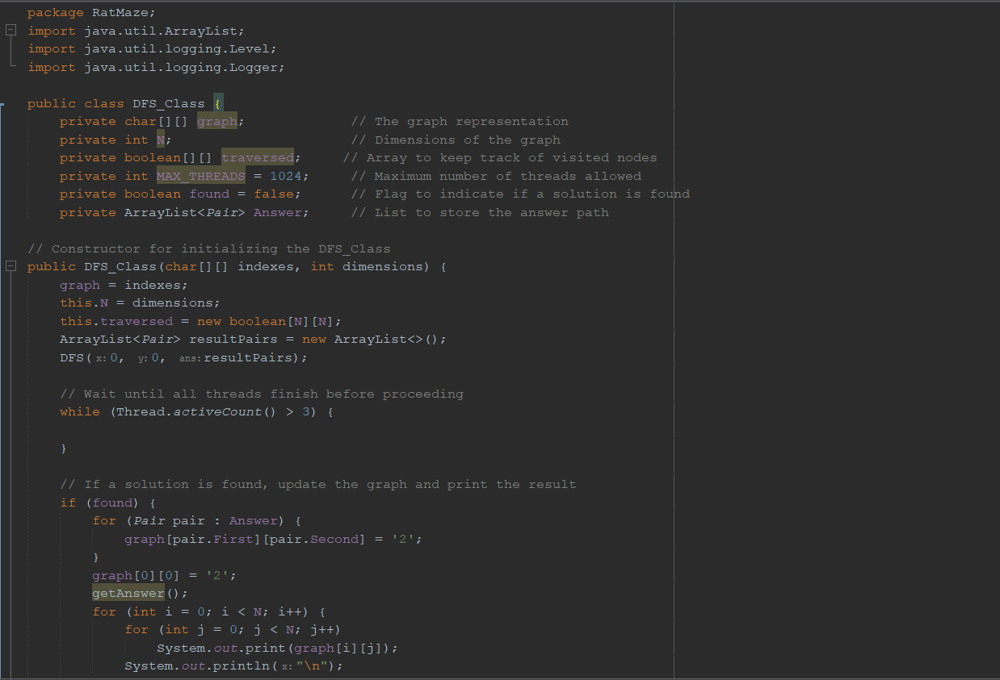 package RatMaze;
import java.util.ArrayList;
import java.util.logging.Level;
import java.util.logging.Logger;
public class DFS_Class {
private char[][] graph; // The graph representation
private int N; // Dimensions of the graph
private boolean[][] traversed; // Array to keep track of visited nodes
private int MAX_THREADS = 1024; // Maximum number of threads allowed
private boolean found = false; // Flag to indicate if a solution is found
private ArrayList<Pair> Answer; // List to store the answer path
// Constructor for initializing the DFS_Class
public DFS_Class(char[][] indexes, int dimensions) {
graph = indexes;
this.N = dimensions;
this.traversed = new boolean[N][N];
ArrayList<Pair> resultPairs = new ArrayList<>();
DFS( x: 0, y: 0, ans: resultPairs);
// Wait until all threads finish before proceeding
while (Thread.activeCount() > 3) {
}
// If a solution is found, update the graph and print the result
if (found) {
for (Pair pair : Answer) {
graph[pair.First][pair.Second] = '2';
}
graph[0][0] = '2';
getAnswer();
for (int i = 0; i < N; i++) {
for (int j = 0; j < N; j++)
System.out.print(graph[i][j]);
System.out.println( x: "\n");